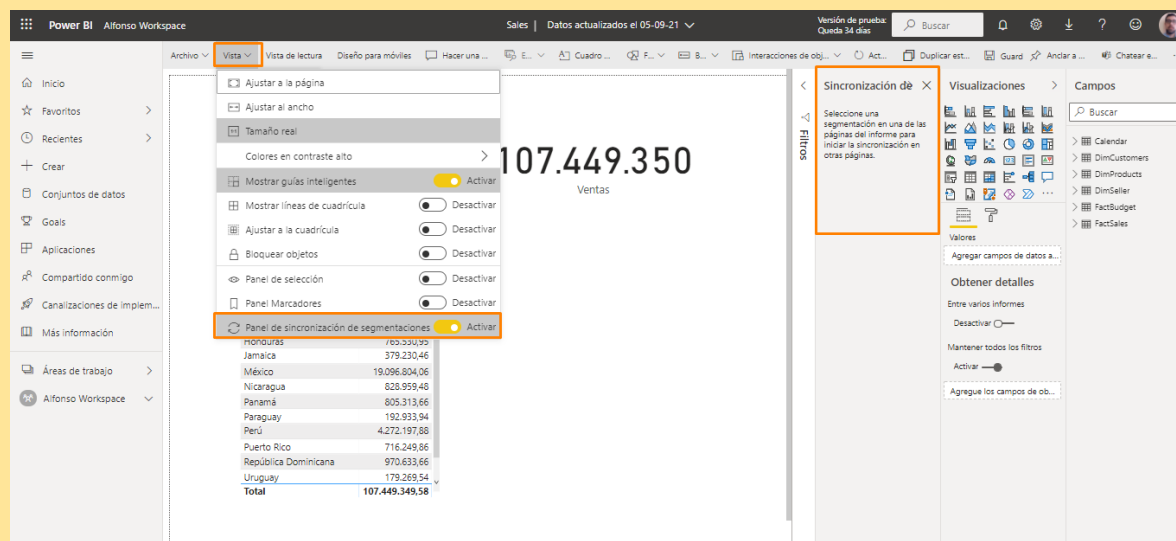 Power BI Alfonso Workspace
Sales | Datos actualizados el 05-09-21
Versión de prueba:
Queda 34 días
Buscar
Archivo
Vista
Vista de lectura
Diseño para móviles
Hacer una ...
E...
Cuadro ...
F...
B...
Interacciones de obj...
Act...
Duplicar est...
Guard
Anclar a ...
Chatear e...
Inicio
Favoritos
Recientes
Crear
Conjuntos de datos
Goals
Aplicaciones
Compartido conmigo
Canalizaciones de implem...
Más información
Áreas de trabajo
Alfonso Workspace
Ajustar a la página
Ajustar al ancho
Tamaño real
Colores en contraste alto
Mostrar guías inteligentes Activar
Mostrar líneas de cuadrícula Desactivar
Ajustar a la cuadrícula Desactivar
Bloquear objetos Desactivar
Panel de selección Desactivar
Panel Marcadores Desactivar
Panel de sincronización de segmentaciones Activar
107.449.350
Ventas
Honduras 765.530,95
Jamaica 379.230,46
México 19.096.804,06
Nicaragua 828.959,48
Panamá 805.313,66
Paraguay 192.933,94
Perú 4.272.197,88
Puerto Rico 716.249,86
República Dominicana 970.633,66
Uruguay 179.269,54
Total 107.449.349,58
Filtros
Sincronización de
Seleccione una
segmentación en una de las
páginas del informe para
iniciar la sincronización en
otras páginas.
Visualizaciones
Valores
Agregar campos de datos a...
Obtener detalles
Entre varios informes
Desactivar
Mantener todos los filtros
Activar
Agregue los campos de ob...
Campos
Buscar
Calendar
DimCustomers
DimProducts
DimSeller
FactBudget
FactSales